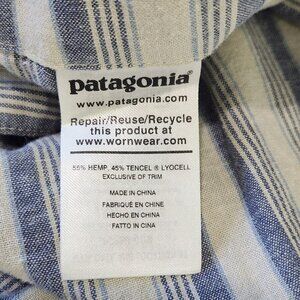 patagonia®
www.patagonia.com
Repair/Reuse/Recycle
this product at
www.wornwear.com
55% HEMP, 45% TENCEL ® LYOCELL
EXCLUSIVE OF TRIM
MADE IN CHINA
FABRIQUÉ EN CHINE
HECHO EN CHINA
FATTO IN CINA